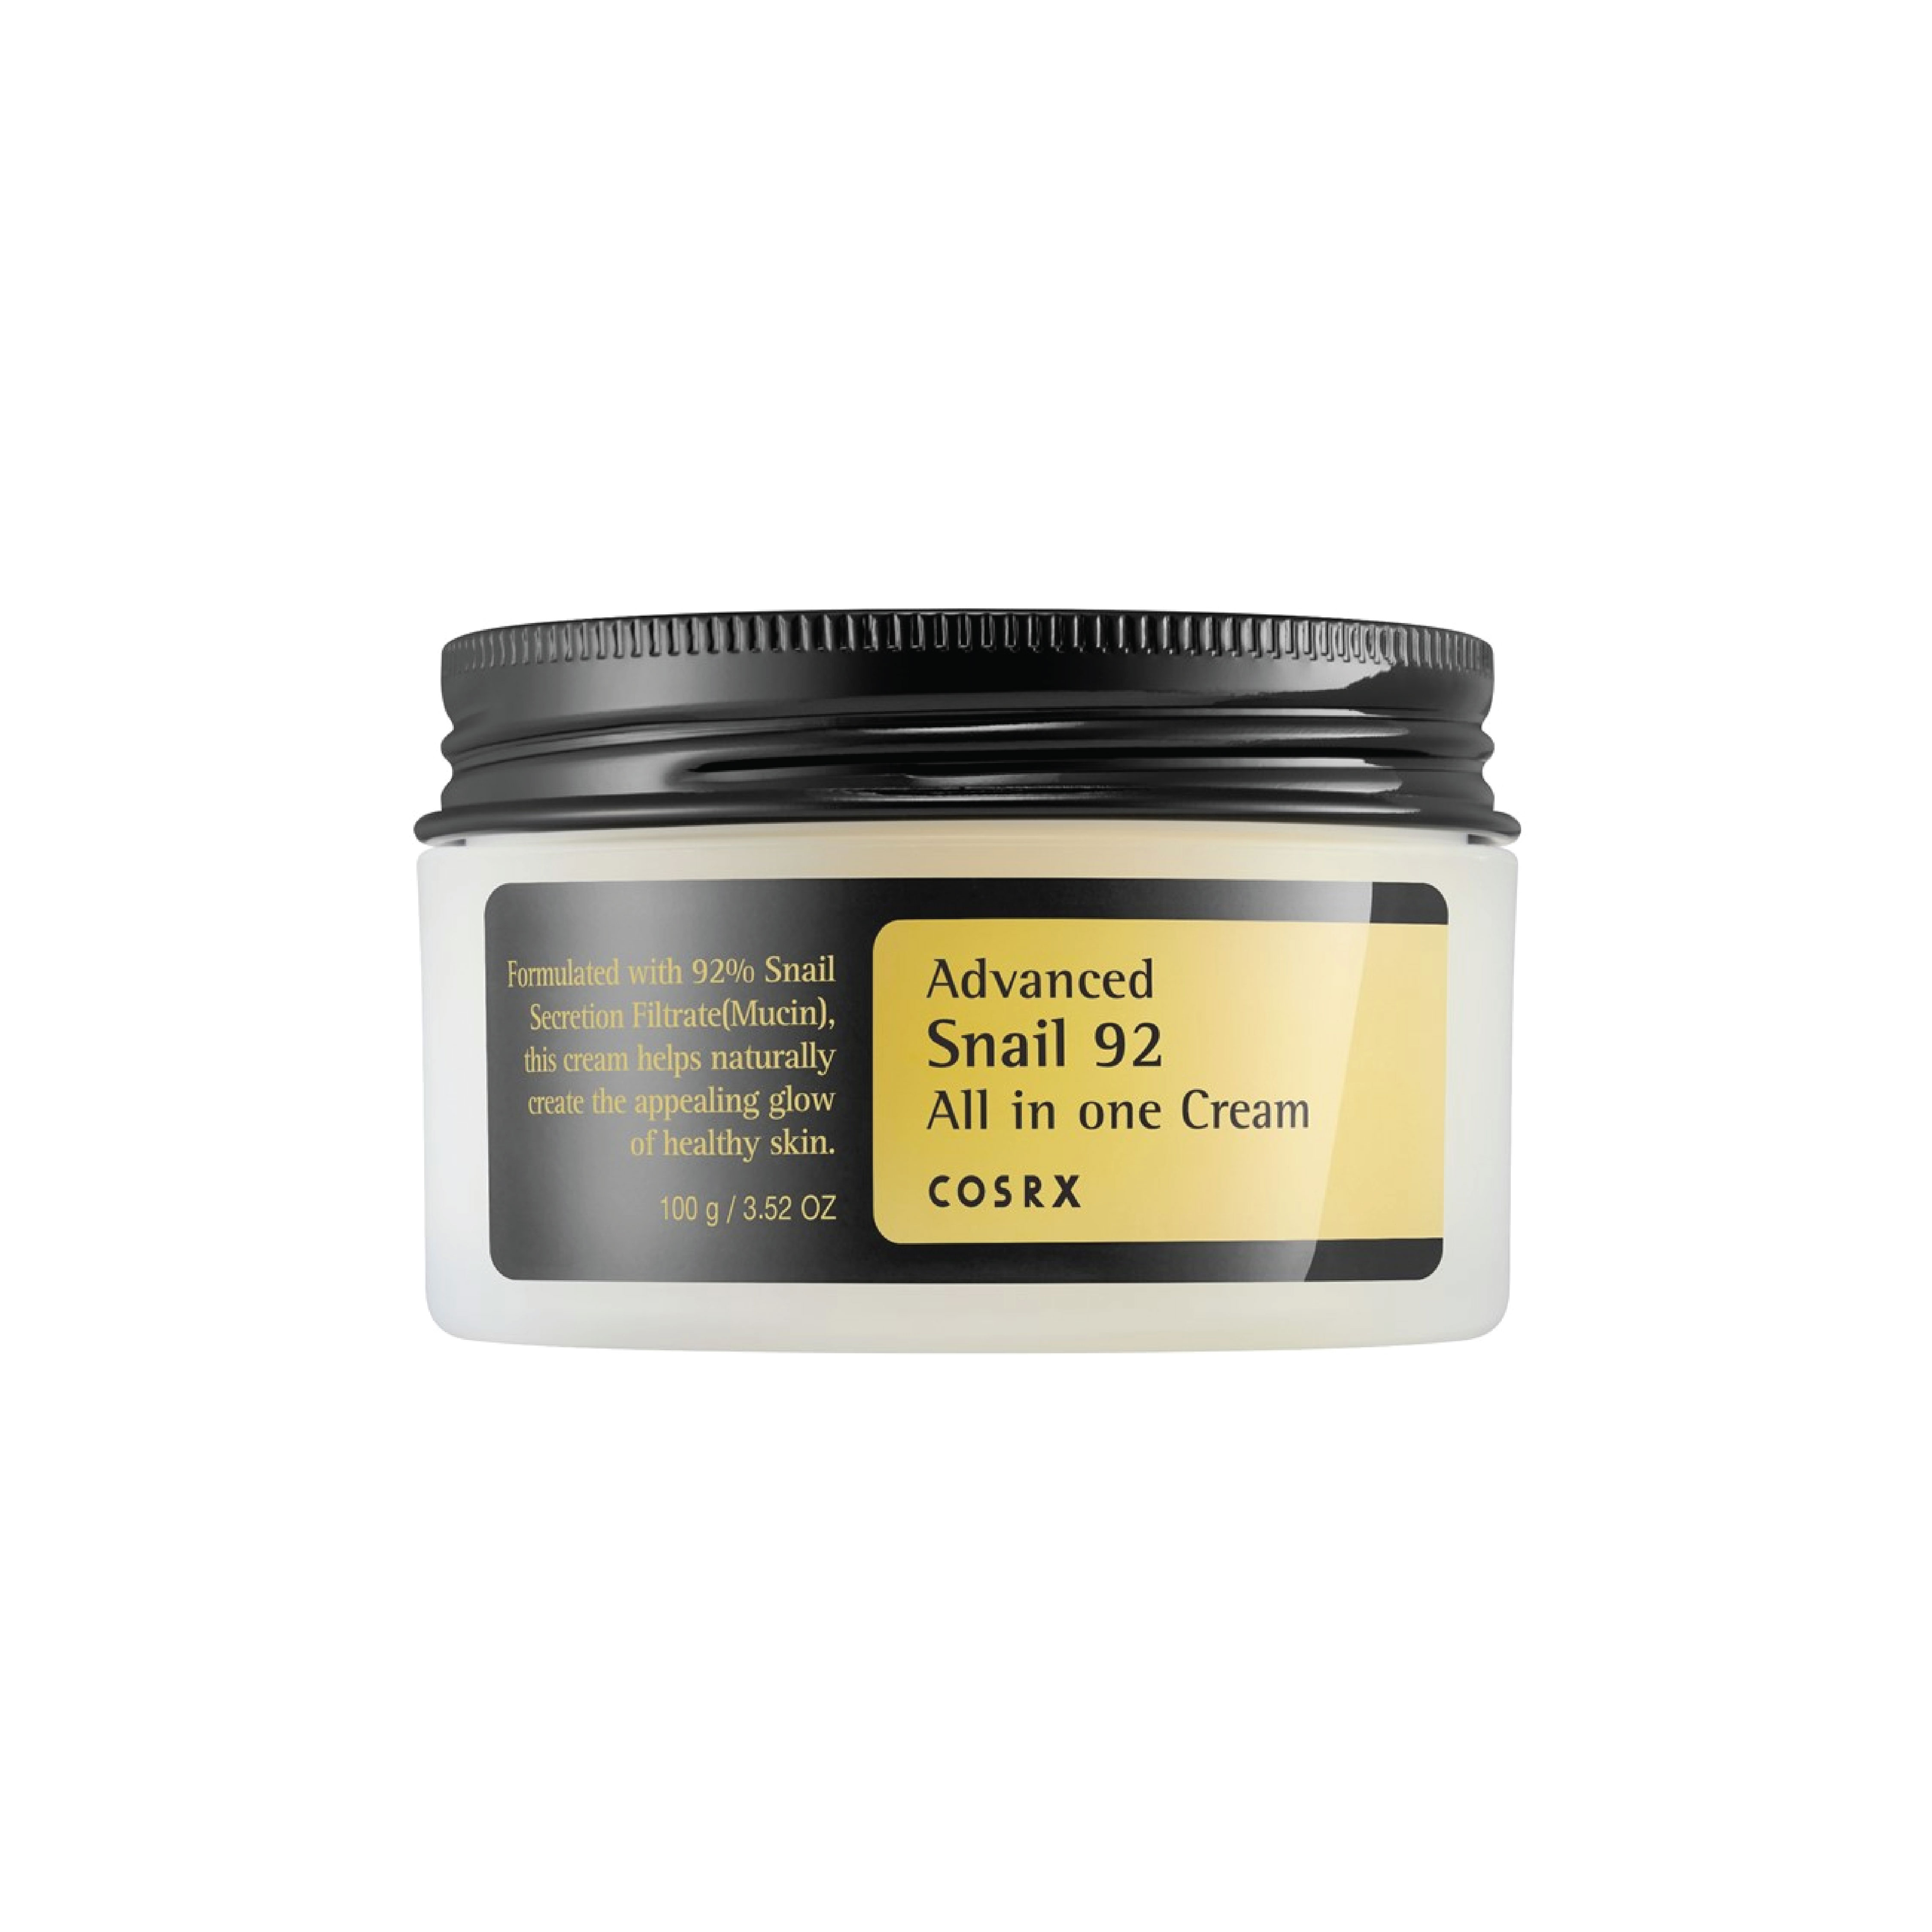 Formulated with 92% Snail
Secretion Filtrate(Mucin),
this cream helps naturally
create the appealing glow
of healthy skin.
100 g / 3.52 OZ
Advanced
Snail 92
All in one Cream
COSRX